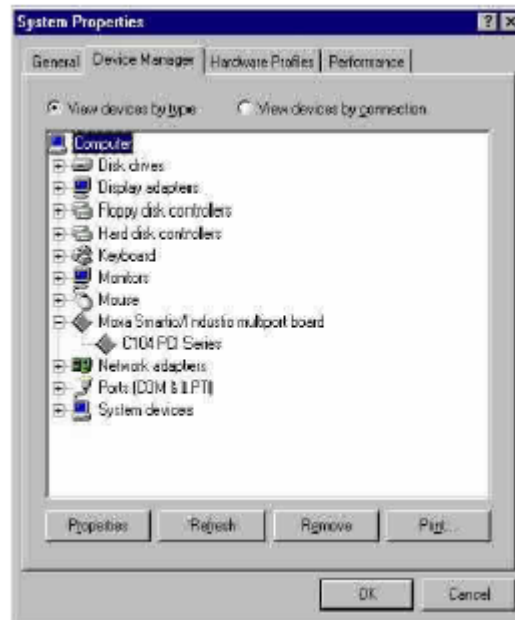 System Properties
General Device Manager Hardware Profiles Performance
View devices by type View devices by connection
Computer
Disk drives
Display adapters
Floppy disk controllers
Hard disk controllers
Keyboard
Monitors
Mouse
Moxa Smartio/Industio multiport board
C104 PCI Series
Network adapters
Ports (COM & LPT)
System devices
Properties Refresh Remove Print...
OK Cancel